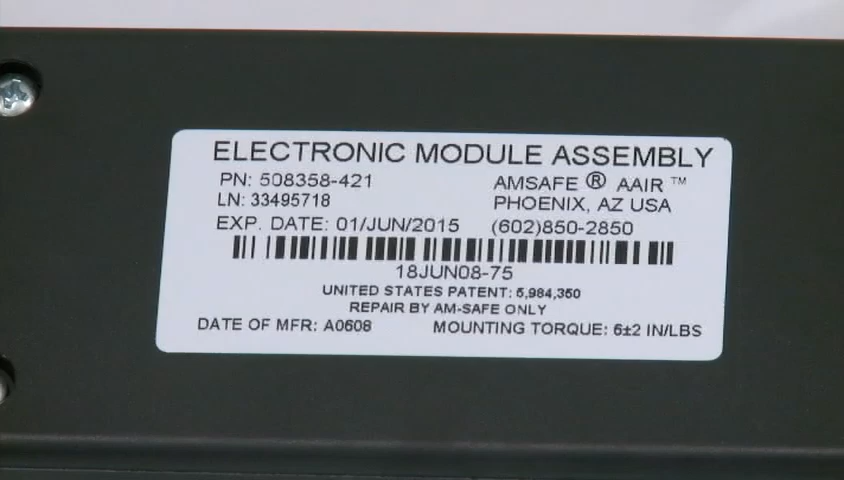 ELECTRONIC MODULE ASSEMBLY
PN: 508358-421 AMSAFE ® AAIR ™
LN: 33495718 PHOENIX, AZ USA
EXP. DATE: 01/JUN/2015 (602)850-2850
18JUN08-75
UNITED STATES PATENT: 5,984,350
REPAIR BY AM-SAFE ONLY
DATE OF MFR: A0608 MOUNTING TORQUE: 6±2 IN/LBS